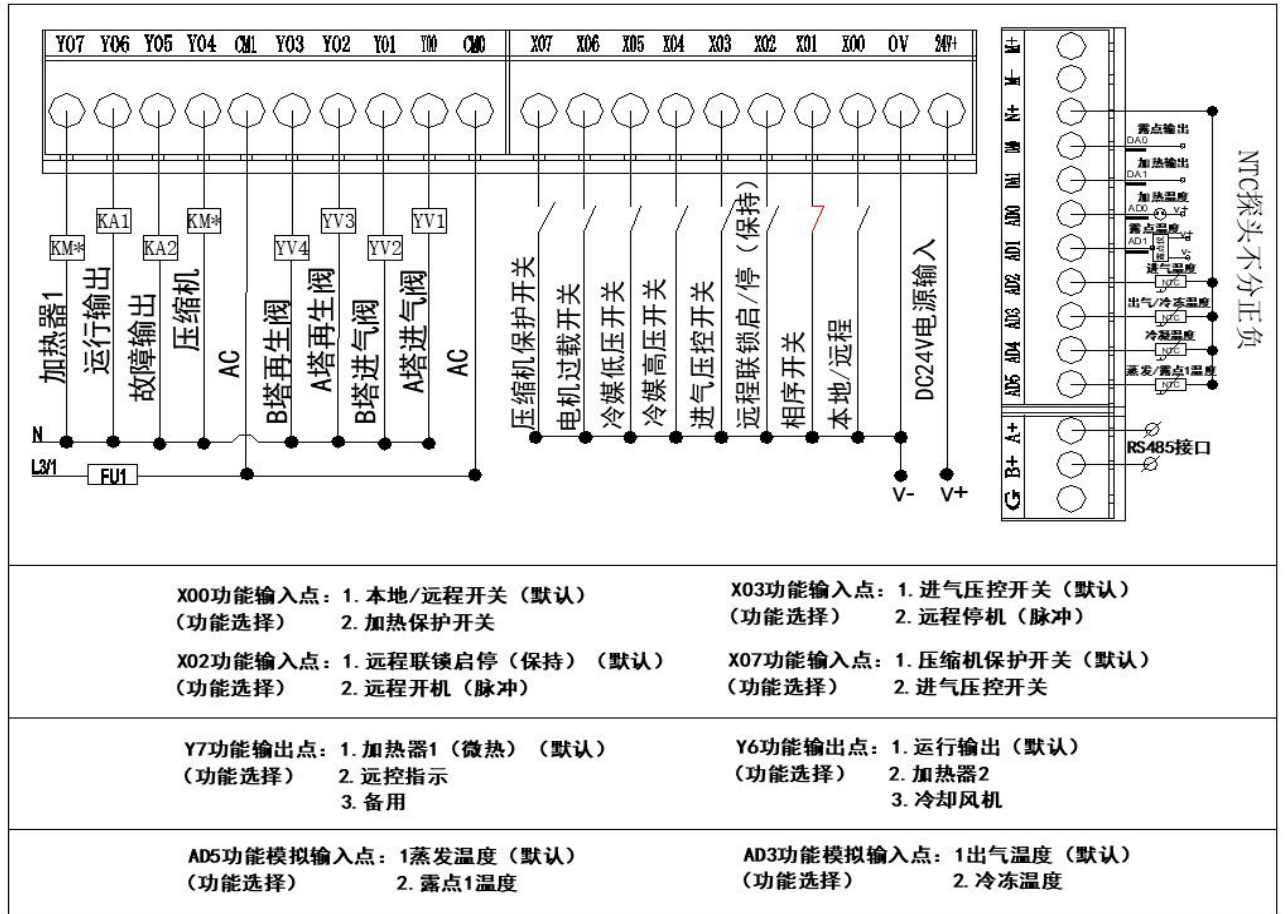 Y07 Y06 Y05 Y04 CM1 Y03 Y02 Y01 Y00 CM0
X07 X06 X05 X04 X03 X02 X01 X00 0V 24V+
KM*
KA1
KA2
KM*
YV4
YV3
YV2
YV1
加热器1
运行输出
故障输出
压缩机
AC
B塔再生阀
A塔再生阀
B塔进气阀
A塔进气阀
AC
N
L3/1
FU1
压缩机保护开关
电机过载开关
冷媒低压开关
冷媒高压开关
进气压控开关
远程联锁启/停（保持）
相序开关
本地/远程
DC24V电源输入
V-
V+
M+
M-
N+
DA0
DA1
AD0
AD1
AD2
AD3
AD4
AD5
A+
B+
G
露点输出
DA0
加热输出
DA1
加热温度
AD0
V+
露点温度
AD1
V+
V-
进气温度
NTC
出气/冷冻温度
NTC
冷凝温度
NTC
蒸发/露点1温度
NTC
RS485接口
NTC探头不分正负
X00功能输入点：1.本地/远程开关（默认）
（功能选择） 2.加热保护开关
X03功能输入点：1.进气压控开关（默认）
（功能选择） 2.远程停机（脉冲）
X02功能输入点：1.远程联锁启停（保持）（默认）
（功能选择） 2.远程开机（脉冲）
X07功能输入点：1.压缩机保护开关（默认）
（功能选择） 2.进气压控开关
Y7功能输出点：1.加热器1（微热）（默认）
（功能选择） 2.远控指示
3.备用
Y6功能输出点：1.运行输出（默认）
（功能选择） 2.加热器2
3.冷却风机
AD5功能模拟输入点：1蒸发温度（默认）
（功能选择） 2.露点1温度
AD3功能模拟输入点：1出气温度（默认）
（功能选择） 2.冷冻温度